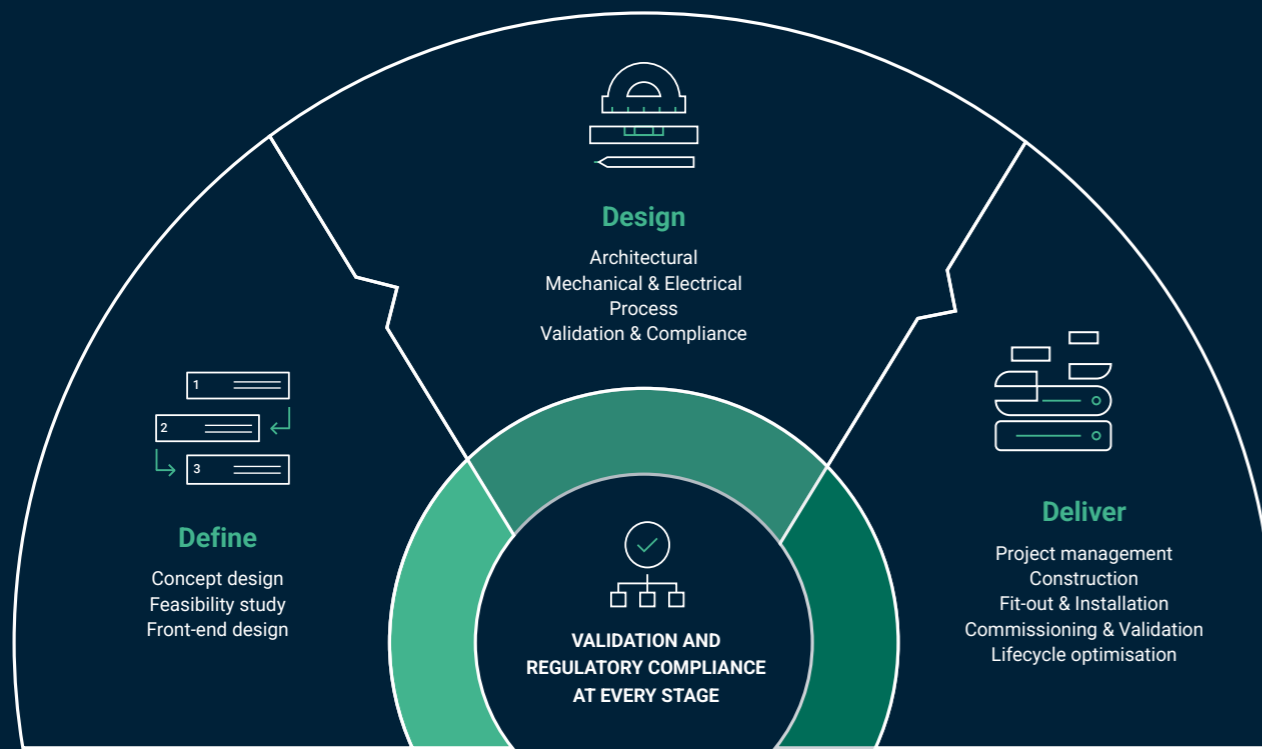 Design
Architectural
Mechanical & Electrical
Process
Validation & Compliance
1
2
3
Define
Concept design
Feasibility study
Front-end design
Deliver
Project management
Construction
Fit-out & Installation
Commissioning & Validation
Lifecycle optimisation
VALIDATION AND
REGULATORY COMPLIANCE
AT EVERY STAGE